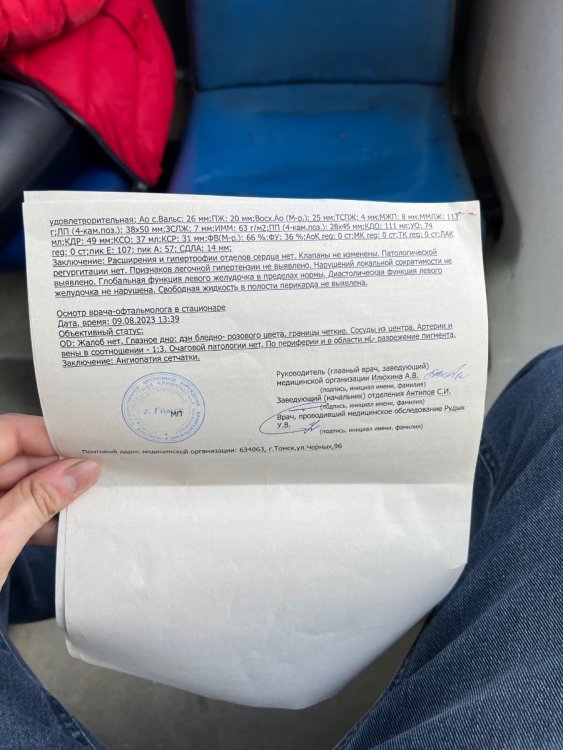 удовлетворительная; Ао с.Вальс: 26 мм;ПЖ: 20 мм;Восх.Ао (М-р.): 25 мм;ТСПЖ: 4 мм;МЖП: 8 мм;ММЛЖ: 113
г;ЛП (4-кам.поз.): 38x50 мм;ЗСЛЖ: 7 мм;ИММ: 63 г/м2;ПП (4-кам.поз.): 28x45 мм;КДО: 111 мл;УО: 74
мл;КДР: 49 мм;КСО: 37 мл;КСР: 31 мм;ФВ(М-р.): 66 %;ФУ: 36 %;АоК reg: 0 ст;МК reg: 0 ст;ТК reg: 0 ст;ЛАК
reg: 0 ст;пик Е: 107; пик А: 57; СДЛА: 14 мм;
Заключение: Расширения и гипертрофии отделов сердца нет. Клапаны не изменены. Патологической
регургитации нет. Признаков легочной гипертензии не выявлено. Нарушений локальной сократимости не
выявлено. Глобальная функция левого желудочка в пределах нормы. Диастолическая функция левого
желудочка не нарушена. Свободная жидкость в полости перикарда не выявлена.
Осмотр врача-офтальмолога в стационаре
Дата, время: 09.08.2023 13:39
Объективный статус:
OD: Жалоб нет. Глазное дно: дзн бледно- розового цвета, границы четкие. Сосуды из центра. Артерии и
вены в соотношении - 1:3. Очаговой патологии нет. По периферии и в области ML- разрежение пигмента.
Заключение: Ангиопатия сетчатки.
Руководитель (главный врач, заведующий)
медицинской организации Илюхина А.В.
(подпись, инициал имени, фамилия)
Заведующий (начальник) отделения Антипов С.И.
(подпись, инициал имени, фамилия)
Врач, проводивший медицинское обследование Рудык
У.В.
(подпись, инициал имени, фамилия)
г. Томск
МП
Почтовый адрес медицинской организации: 634063, г.Томск,ул.Черных,96